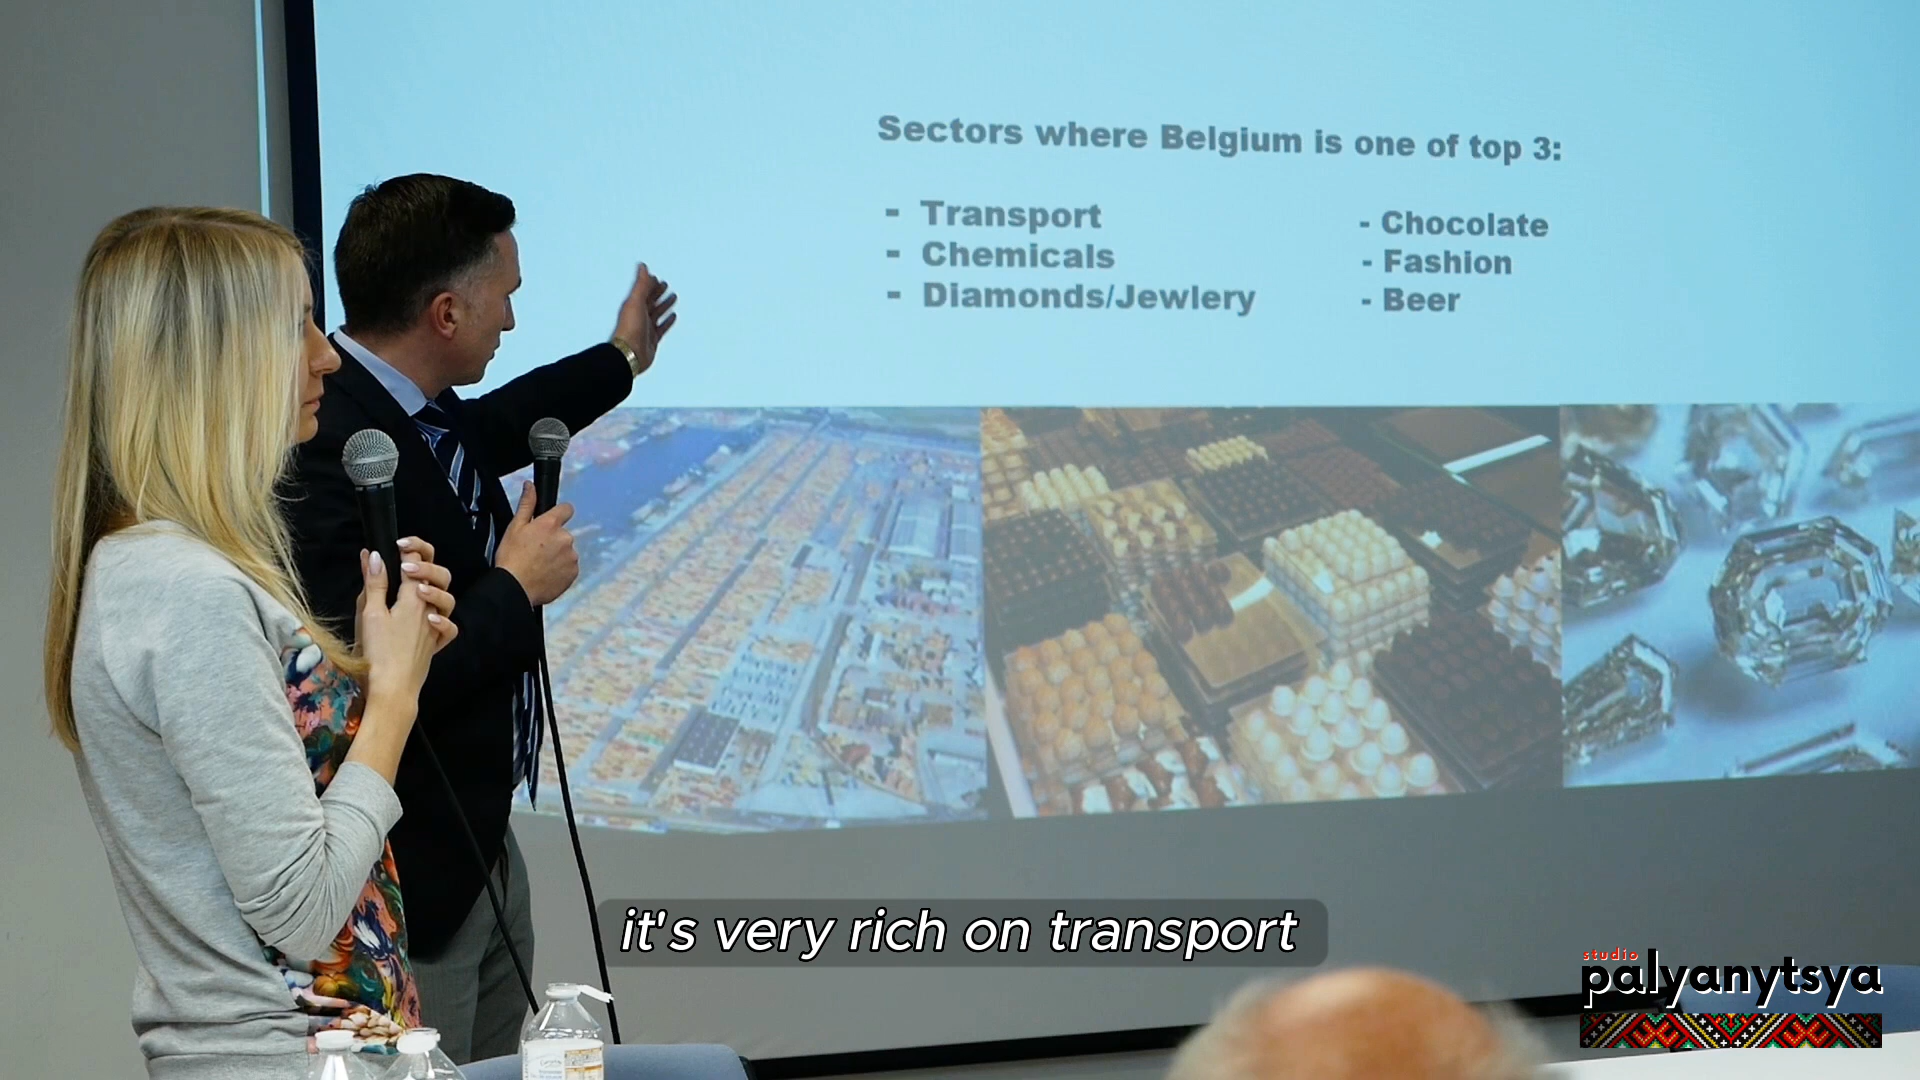 Sectors where Belgium is one of top 3:
- Transport
- Chemicals
- Diamonds/Jewlery
- Chocolate
- Fashion
- Beer
it's very rich on transport
studio
palyanytsya